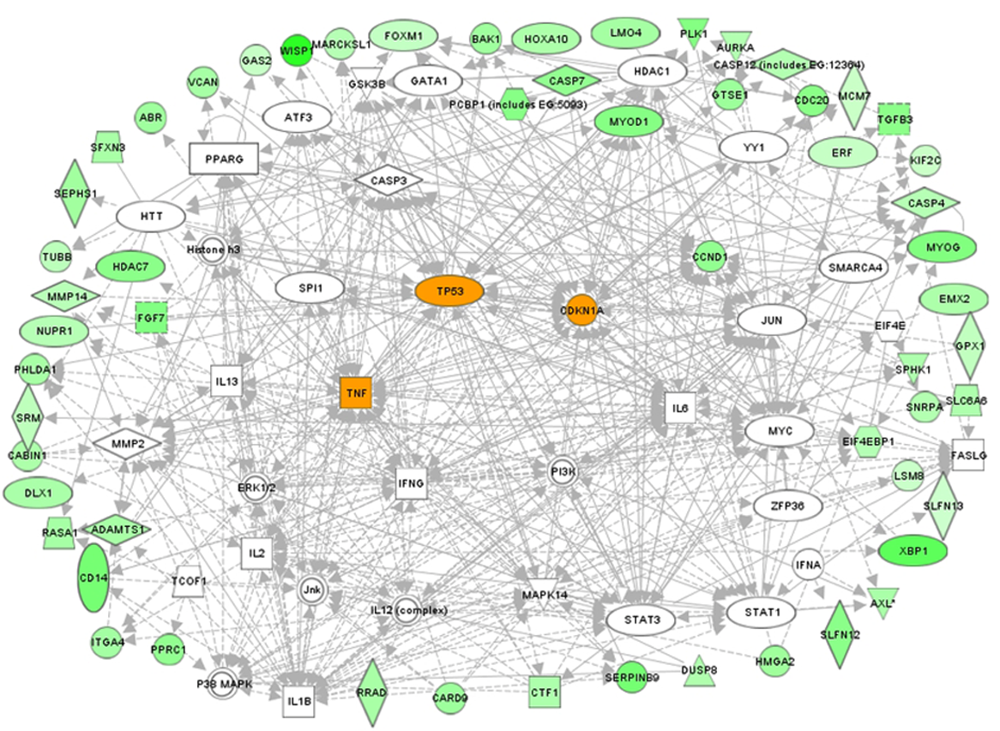 LMO4
PLK1
FOXM1
BAK1
HOXA10
MARCKSL1
AURKA
WISP1
GAS2
CASP12 (includes EG:12364)
HDAC1
VCAN
GSK3B
GATA1
CASP7
GTSE1
MCM7
CDC20
PCBP1 (includes EG:5093)
ABR
ATF3
MYOD1
TGFB3
SFXN3
YY1
ERF
PPARG
KIF2C
CASP3
SEPHS1
CASP4
HTT
Histone h3
MYOG
TUBB
CCND1
HDAC7
SMARCA4
SPI1
TP53
MMP14
EMX2
CDKN1A
FGF7
JUN
EIF4E
NUPR1
GPX1
PHLDA1
SPHK1
IL13
TNF
SLC6A6
SNRPA
IL6
SRM
MYC
MMP2
EIF4EBP1
CABIN1
FASLG
PI3K
LSM8
IFNG
ERK1/2
DLX1
ZFP36
SLFN13
ADAMTS1
RASA1
XBP1
IL2
IFNA
CD14
TCOF1
Jnk
MAPK14
AXL*
IL12 (complex)
STAT1
STAT3
SLFN12
ITGA4
PPRC1
HMGA2
DUSP8
SERPINB9
P38 MAPK
RRAD
CTF1
CARD9
IL1B